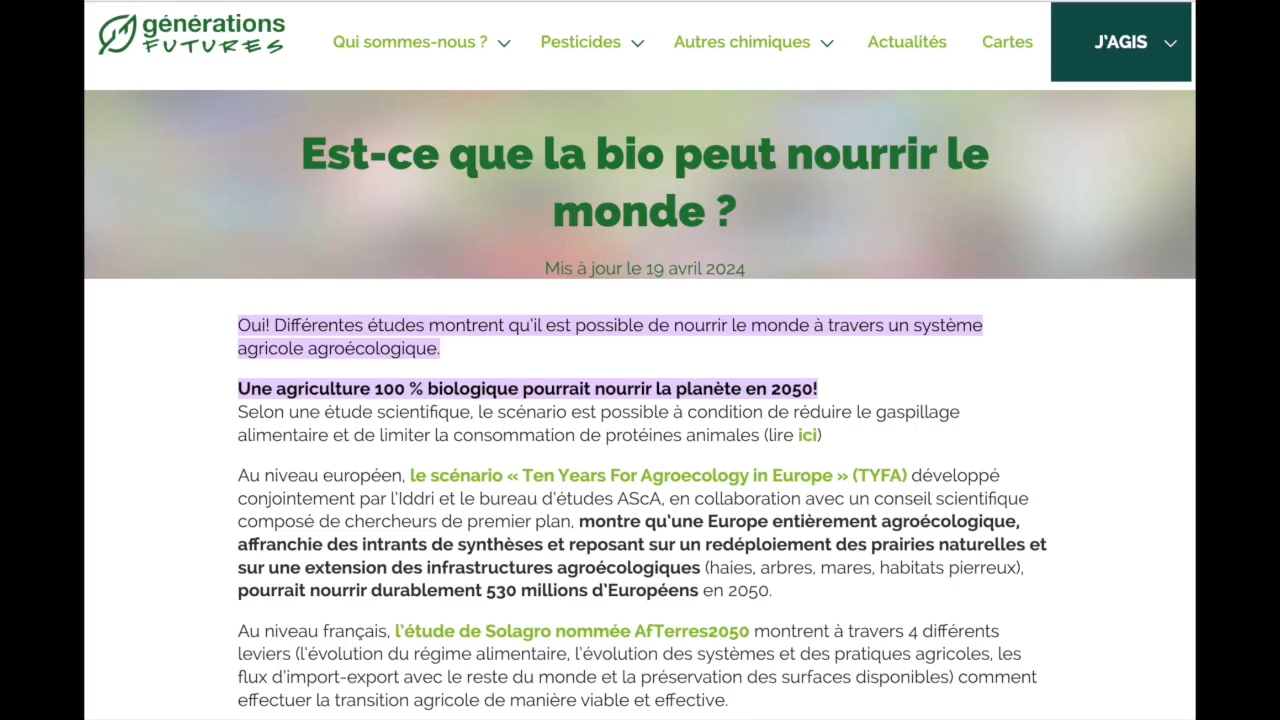 générations
FUTURES
Qui sommes-nous ?
Pesticides
Autres chimiques
Actualités
Cartes
J'AGIS
Est-ce que la bio peut nourrir le
monde ?
Mis à jour le 19 avril 2024
Oui! Différentes études montrent qu'il est possible de nourrir le monde à travers un système
agricole agroécologique.
Une agriculture 100 % biologique pourrait nourrir la planète en 2050!
Selon une étude scientifique, le scénario est possible à condition de réduire le gaspillage
alimentaire et de limiter la consommation de protéines animales (lire ici)
Au niveau européen, le scénario « Ten Years For Agroecology in Europe » (TYFA) développé
conjointement par l'Iddri et le bureau d'études AScA, en collaboration avec un conseil scientifique
composé de chercheurs de premier plan, montre qu'une Europe entièrement agroécologique,
affranchie des intrants de synthèses et reposant sur un redéploiement des prairies naturelles et
sur une extension des infrastructures agroécologiques (haies, arbres, mares, habitats pierreux),
pourrait nourrir durablement 530 millions d'Européens en 2050.
Au niveau français, l'étude de Solagro nommée AfTerres2050 montrent à travers 4 différents
leviers (l'évolution du régime alimentaire, l'évolution des systèmes et des pratiques agricoles, les
flux d'import-export avec le reste du monde et la préservation des surfaces disponibles) comment
effectuer la transition agricole de manière viable et effective.